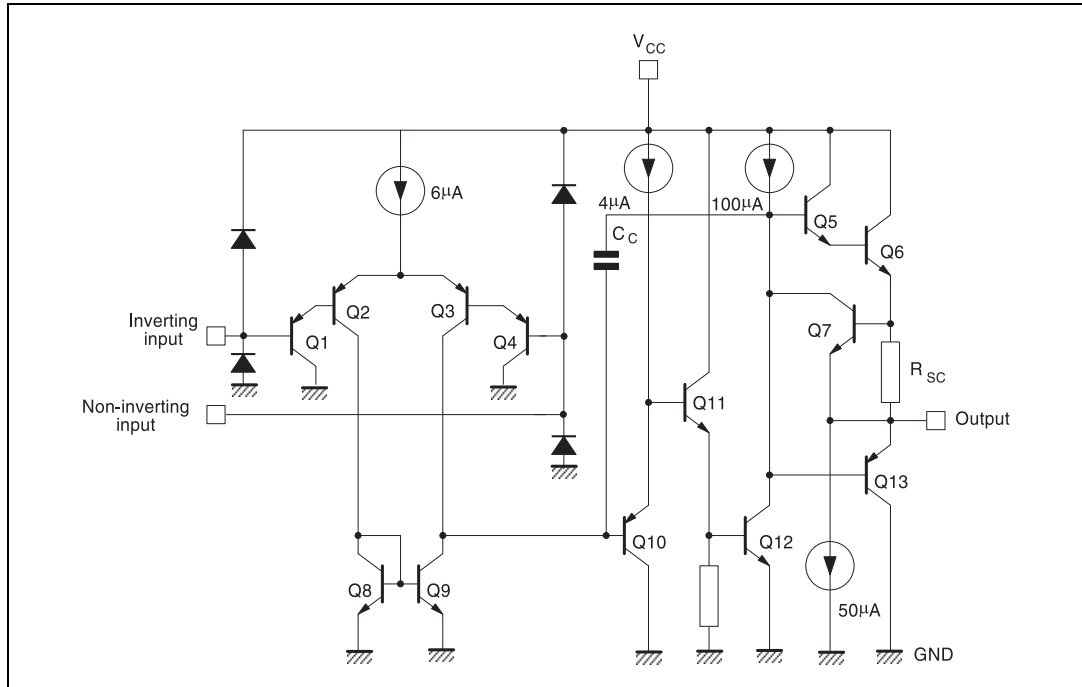 V CC
6μA
4μA
100μA
C C
Q5
Q6
Q2
Q3
Q7
Inverting
input
Q1
Q4
R SC
Non-inverting
input
Q11
Output
Q13
Q10
Q12
Q8
Q9
50μA
GND